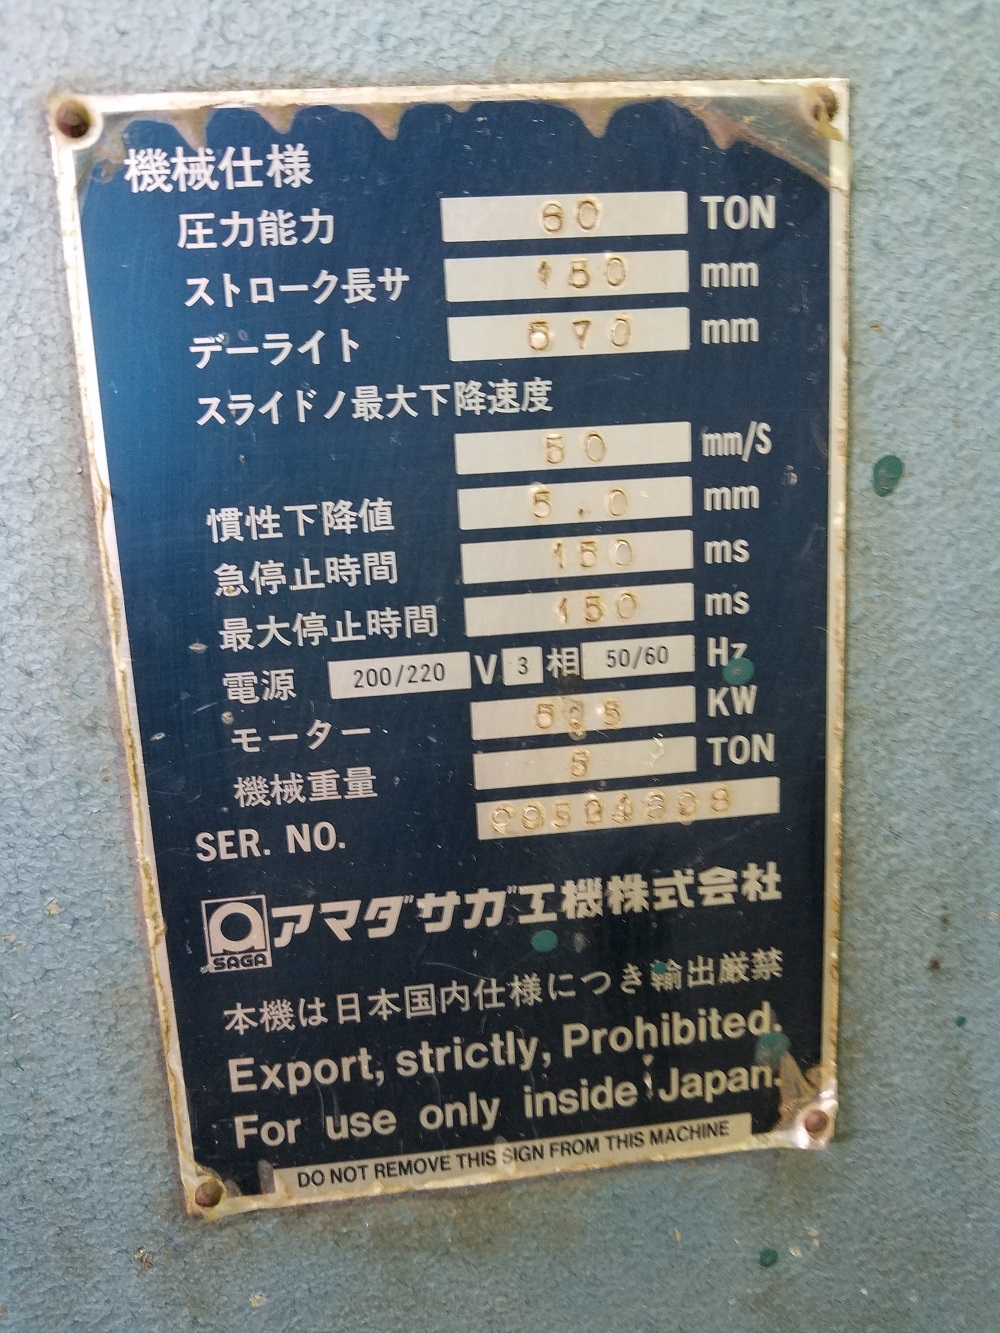 機械仕様
圧力能力 60 TON
ストローク長サ 150 mm
デーライト 570 mm
スライドノ最大下降速度
50 mm/S
慣性下降値 5.0 mm
急停止時間 150 ms
最大停止時間 150 ms
電源 200/220 V 3 相 50/60 Hz
モーター KW
機械重量 5 TON
SER. NO.
SAGA アマダサガ工機株式会社
本機は日本国内仕様につき輸出厳禁
Export, strictly, Prohibited.
For use only inside Japan.
DO NOT REMOVE THIS SIGN FROM THIS MACHINE